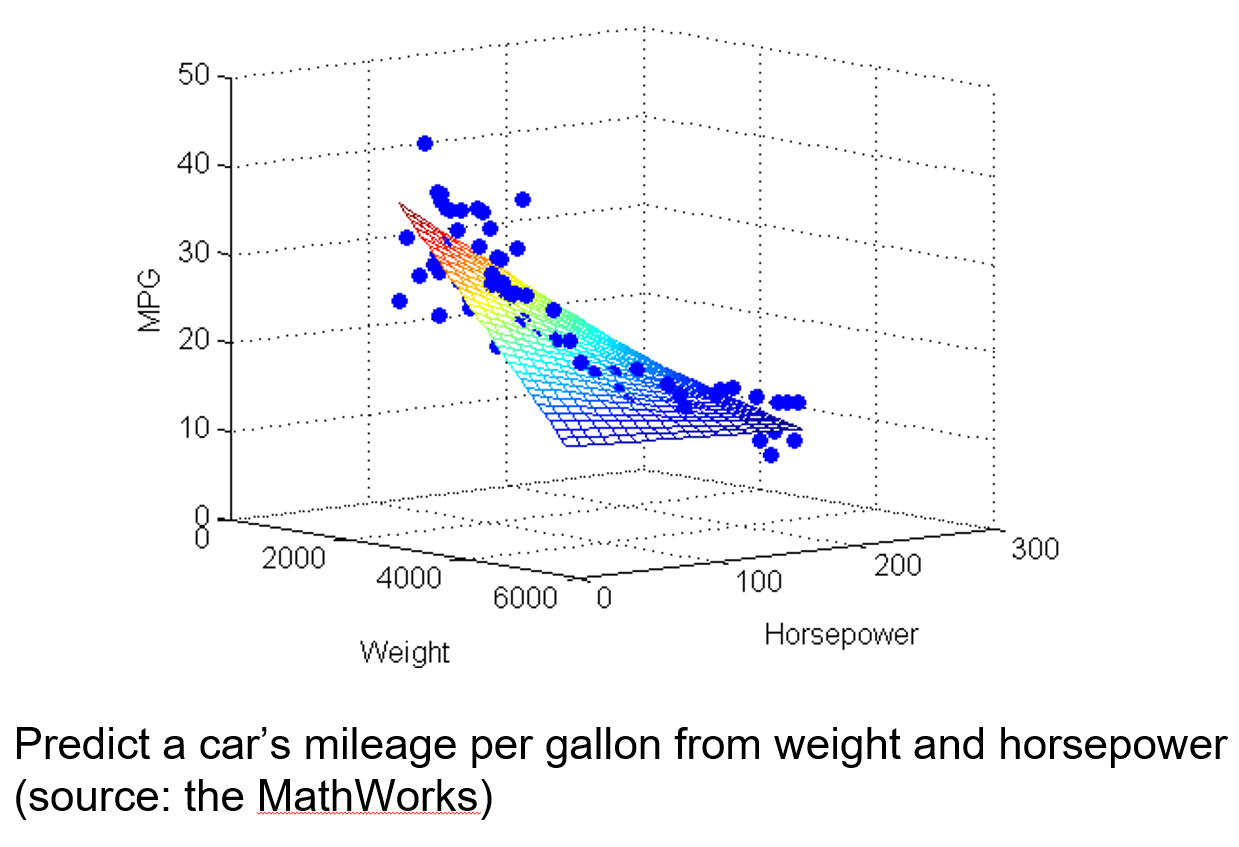 50
40
30
20
10
0
MPG
0
2000
4000
6000
Weight
0
100
200
300
Horsepower
Predict a car’s mileage per gallon from weight and horsepower
(source: the MathWorks)